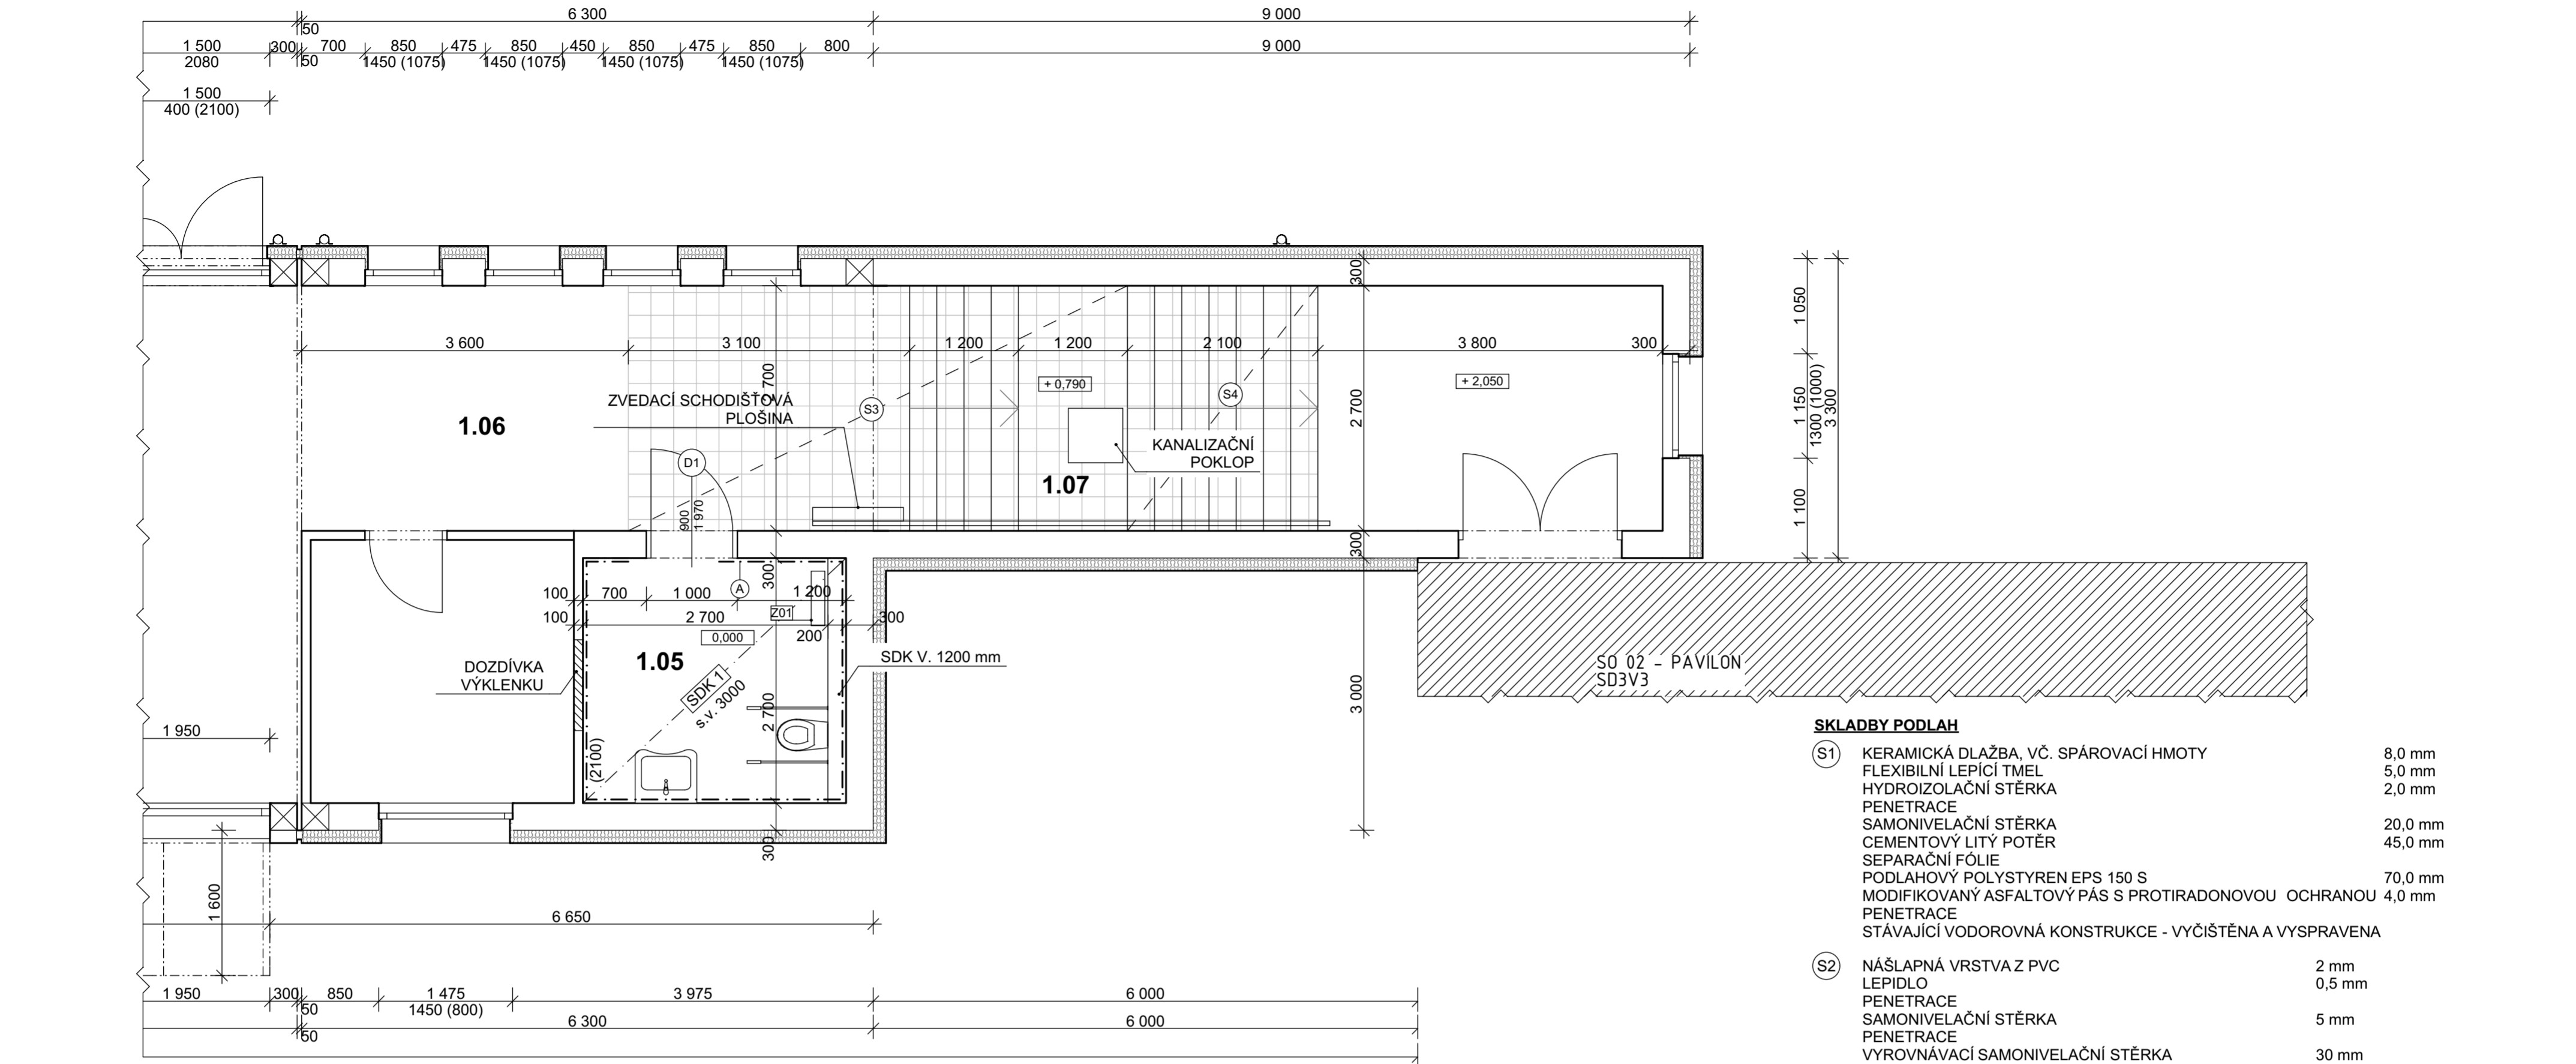 6 300
9 000
50
1 500
300
700
850
475
850
450
850
475
850
800
9 000
2080
50
1450 (1075)
1450 (1075)
1450 (1075)
1450 (1075)
1 500
400 (2100)
300
1 050
3 600
3 100
1 200
1 200
2 100
3 800
300
+ 0,790
+ 2,050
ZVEDACÍ SCHODIŠŤOVÁ
PLOŠINA
S3
S4
2 700
1 150
1300 (1000)
3 300
1.06
KANALIZAČNÍ
POKLOP
D1
1.07
900
1 970
1 100
300
300
100
700
1 000
A
1 200
100
2 700
Z01
300
0,000
200
1.05
SDK V. 1200 mm
DOZDÍVKA
VÝKLENKU
SDK 1
s.v. 3000
2 700
3 000
(2100)
SO 02 - PAVILON
SD3V3
1 950
300
1 600
6 650
1 950
300
850
1 475
3 975
6 000
50
1450 (800)
6 300
6 000
50
SKLADBY PODLAH
S1 KERAMICKÁ DLAŽBA, VČ. SPÁROVACÍ HMOTY 8,0 mm
FLEXIBILNÍ LEPÍCÍ TMEL 5,0 mm
HYDROIZOLAČNÍ STĚRKA 2,0 mm
PENETRACE
SAMONIVELAČNÍ STĚRKA 20,0 mm
CEMENTOVÝ LITÝ POTĚR 45,0 mm
SEPARAČNÍ FÓLIE
PODLAHOVÝ POLYSTYREN EPS 150 S 70,0 mm
MODIFIKOVANÝ ASFALTOVÝ PÁS S PROTIRADONOVOU OCHRANOU 4,0 mm
PENETRACE
STÁVAJÍCÍ VODOROVNÁ KONSTRUKCE - VYČIŠTĚNA A VYSPRAVENA
S2 NÁŠLAPNÁ VRSTVA Z PVC 2 mm
LEPIDLO 0,5 mm
PENETRACE
SAMONIVELAČNÍ STĚRKA 5 mm
PENETRACE
VYROVNÁVACÍ SAMONIVELAČNÍ STĚRKA 30 mm